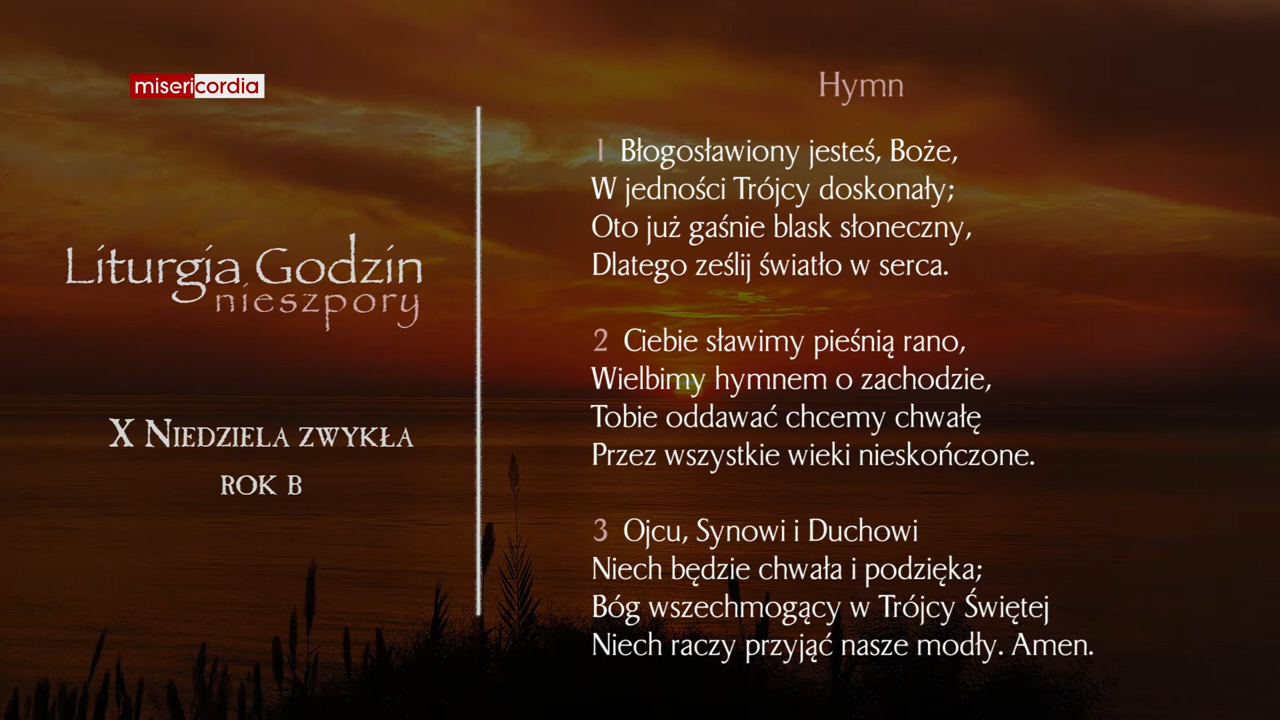 misericordia
Liturgia Godzin
nieszpory
X Niedziela zwykła
rok B
Hymn
1 Błogosławiony jesteś, Boże,
W jedności Trójcy doskonały;
Oto już gaśnie blask słoneczny,
Dlatego ześlij światło w serca.
2 Ciebie sławimy pieśnią rano,
Wielbimy hymnem o zachodzie,
Tobie oddawać chcemy chwałę
Przez wszystkie wieki nieskończone.
3 Ojcu, Synowi i Duchowi
Niech będzie chwała i podzięka;
Bóg wszechmogący w Trójcy Świętej
Niech raczy przyjąć nasze modły. Amen.